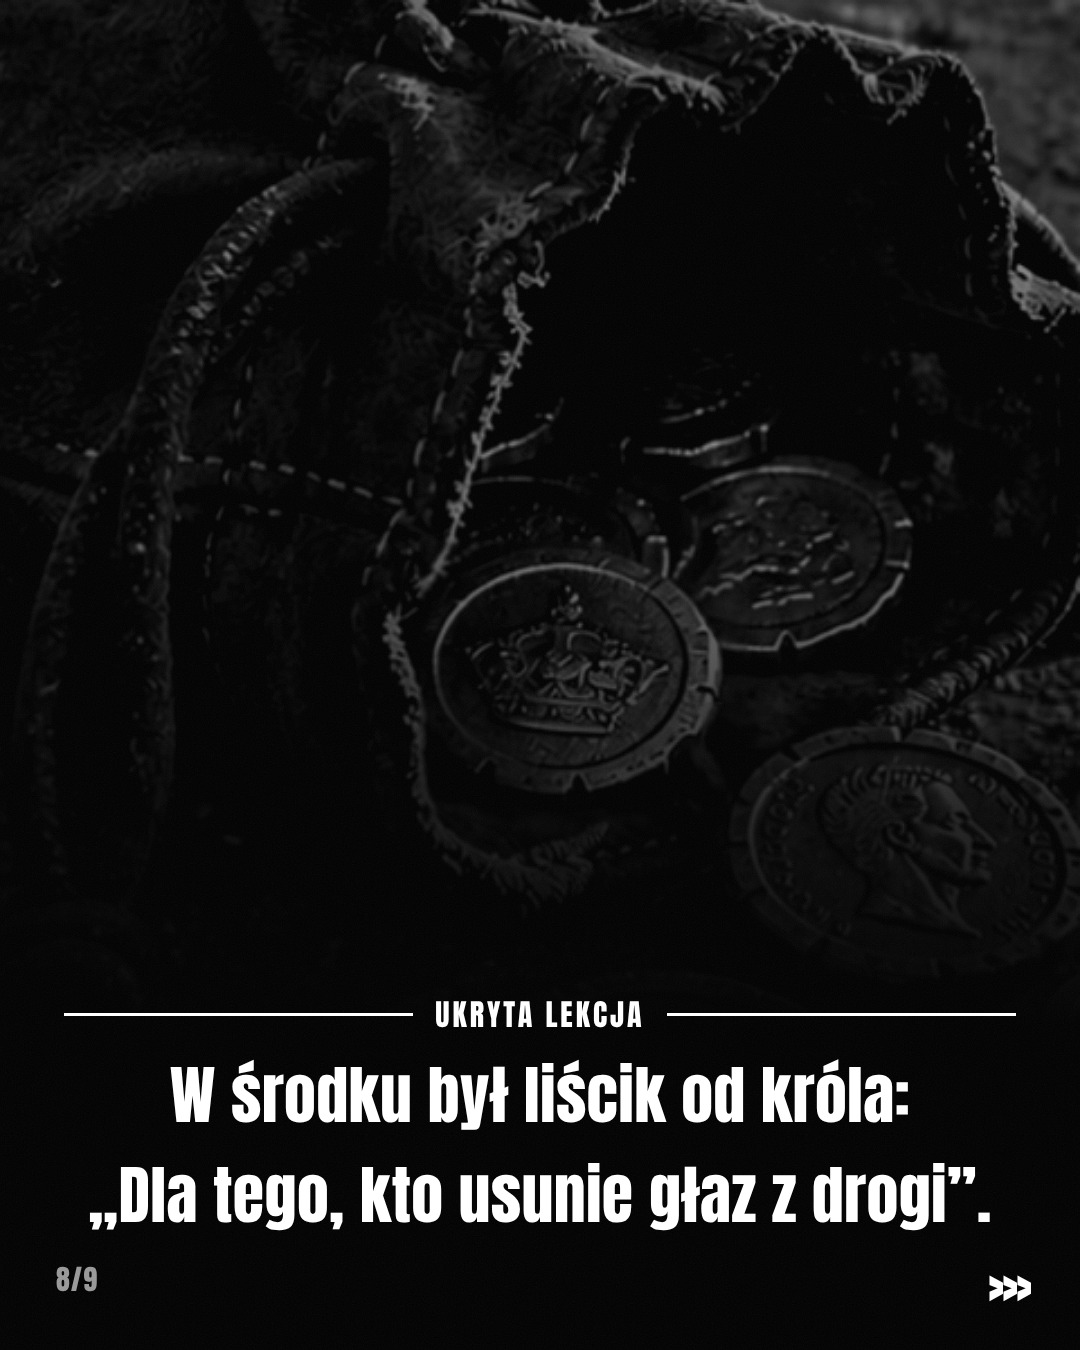 UKRYTA LEKCJA
W środku był liścik od króla:
„Dla tego, kto usunie głaz z drogi”.
8/9